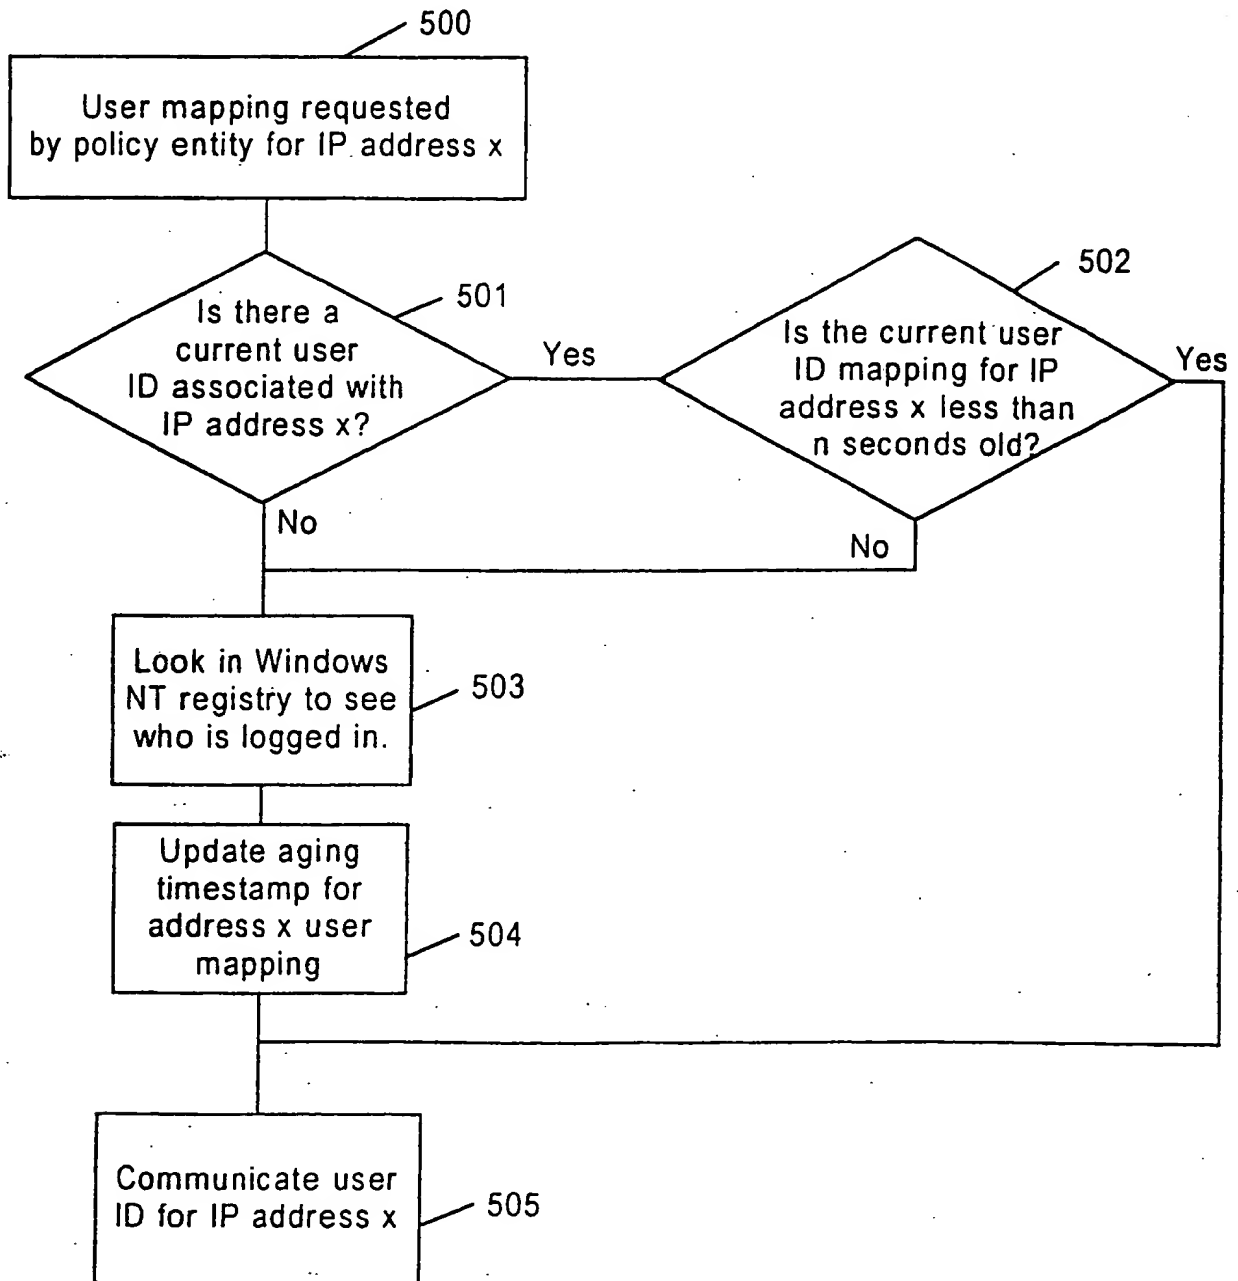 500
User mapping requested
by policy entity for IP address x
501
Is there a
current user
ID associated with
IP address x?
Yes
No
502
Is the current user
ID mapping for IP
address x less than
n seconds old?
Yes
No
Look in Windows
NT registry to see
who is logged in.
503
Update aging
timestamp for
address x user
mapping
504
Communicate user
ID for IP address x
505